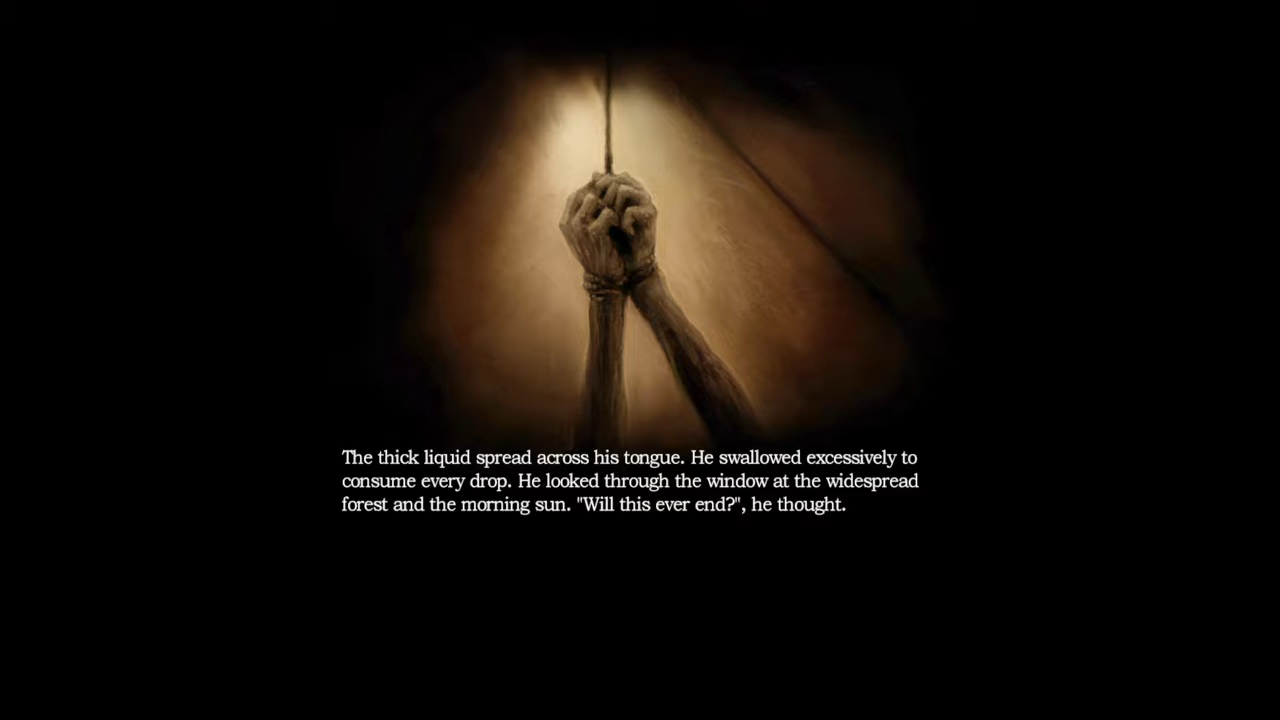 The thick liquid spread across his tongue. He swallowed excessively to
consume every drop. He looked through the window at the widespread
forest and the morning sun. "Will this ever end?", he thought.